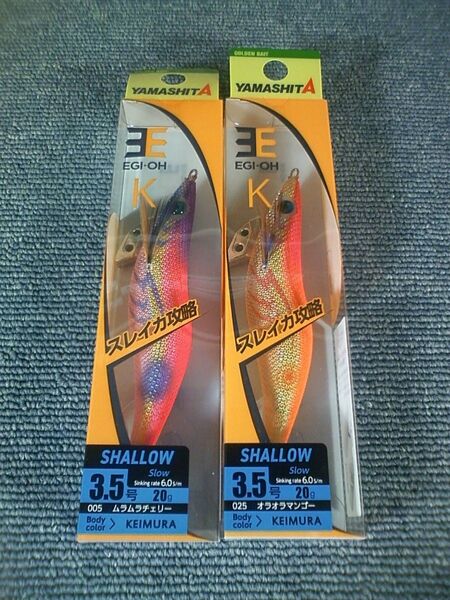 YAMASHITA
EGI-OH
K
スレイカ攻略
SHALLOW
Slow
Sinking rate 6.0 s/m
3.5号 20g
005 ムラムラチェリー
Body color > KEIMURA
GOLDEN BAIT
YAMASHITA
EGI-OH
K
スレイカ攻略
SHALLOW
Slow
Sinking rate 6.0 s/m
3.5号 20g
025 オラオラマンゴー
Body color > KEIMURA